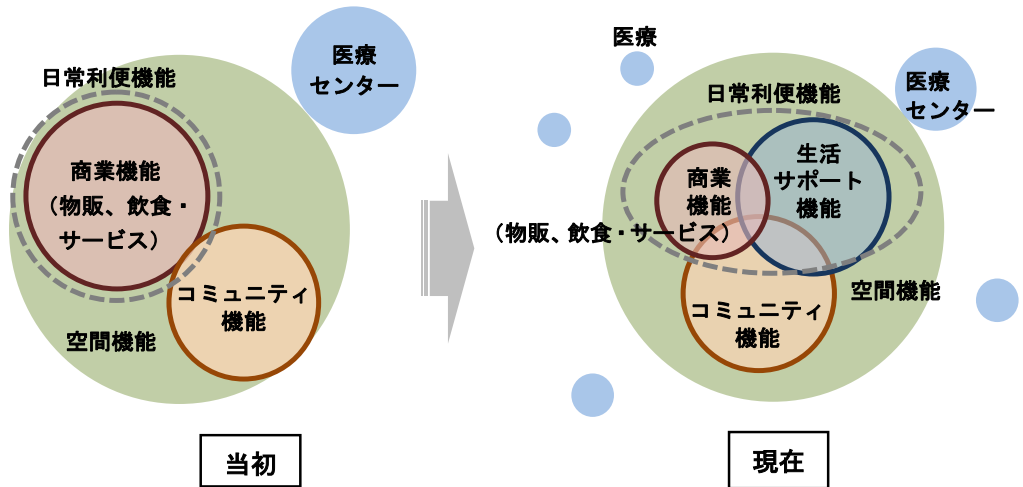 医療
センター
日常利便機能
商業機能
（物販、飲食・
サービス）
コミュニティ
機能
空間機能
当初
医療
医療
センター
日常利便機能
生活
サポート
機能
商業
機能
（物販、飲食・サービス）
空間機能
コミュニティ
機能
現在